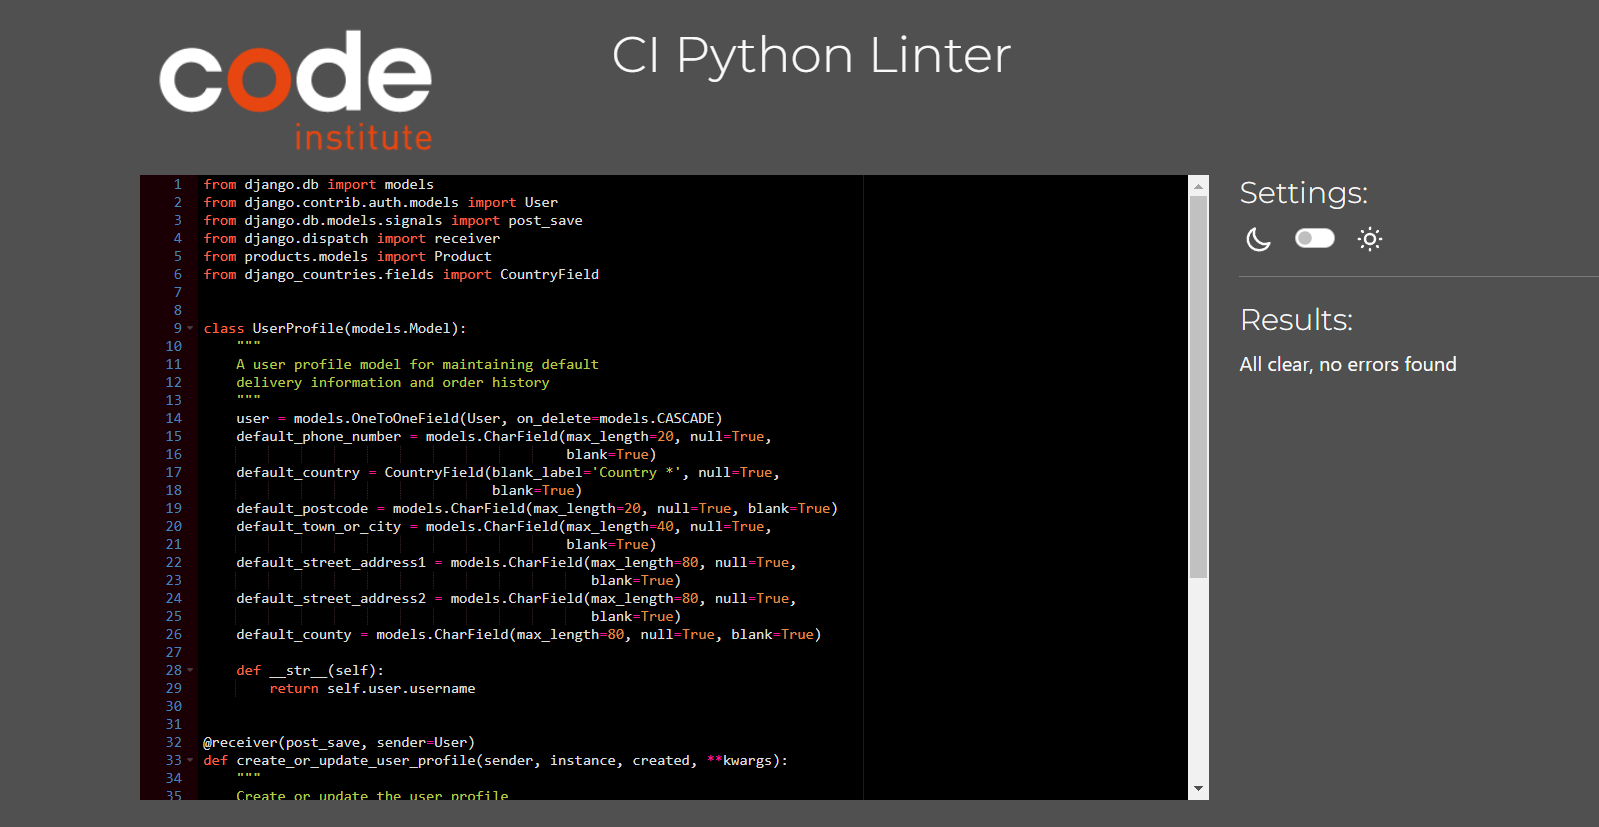 code
institute
CI Python Linter
1 from django.db import models
2 from django.contrib.auth.models import User
3 from django.db.models.signals import post_save
4 from django.dispatch import receiver
5 from products.models import Product
6 from django_countries.fields import CountryField
7
8
9 class UserProfile(models.Model):
10     """
11     A user profile model for maintaining default
12     delivery information and order history
13     """
14     user = models.OneToOneField(User, on_delete=models.CASCADE)
15     default_phone_number = models.CharField(max_length=20, null=True,
16                                             blank=True)
17     default_country = CountryField(blank_label='Country *', null=True,
18                                    blank=True)
19     default_postcode = models.CharField(max_length=20, null=True, blank=True)
20     default_town_or_city = models.CharField(max_length=40, null=True,
21                                             blank=True)
22     default_street_address1 = models.CharField(max_length=80, null=True,
23                                                blank=True)
24     default_street_address2 = models.CharField(max_length=80, null=True,
25                                                blank=True)
26     default_county = models.CharField(max_length=80, null=True, blank=True)
27
28     def __str__(self):
29         return self.user.username
30
31
32 @receiver(post_save, sender=User)
33 def create_or_update_user_profile(sender, instance, created, **kwargs):
34     """
35     Create or update the user profile
Settings:
Results:
All clear, no errors found